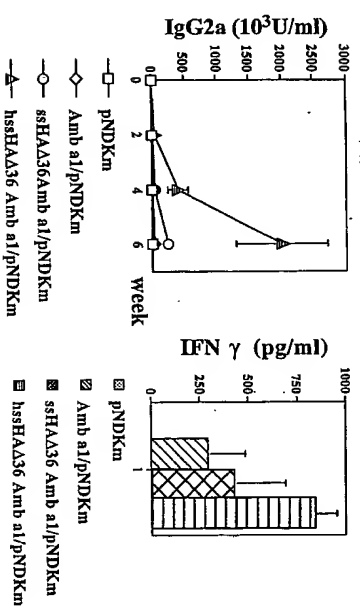 IgG2a (10³U/ml)
3000
2500
2000
1500
1000
500
0
0 2 4 6 week
pNDKm
Amb a1/pNDKm
ssHAΔ36Amb a1/pNDKm
hssHAΔ36 Amb a1/pNDKm
IFN γ (pg/ml)
1000
750
500
250
0
1
pNDKm
Amb a1/pNDKm
ssHAΔ36 Amb a1/pNDKm
hssHAΔ36 Amb a1/pNDKm